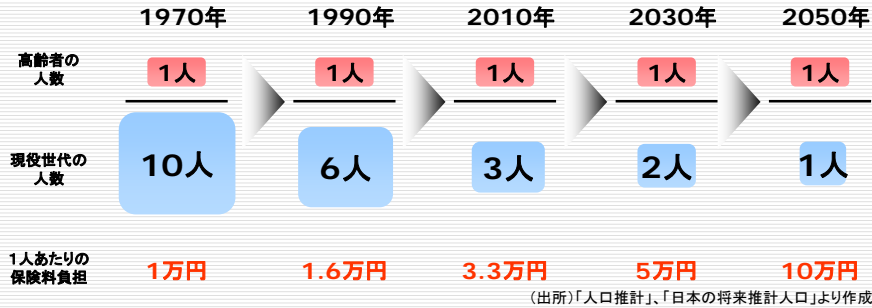 1970年 1990年 2010年 2030年 2050年
高齢者の
人数
1人 1人 1人 1人 1人
現役世代の
人数
10人 6人 3人 2人 1人
1人あたりの
保険料負担
1万円 1.6万円 3.3万円 5万円 10万円
(出所)「人口推計」、「日本の将来推計人口」より作成